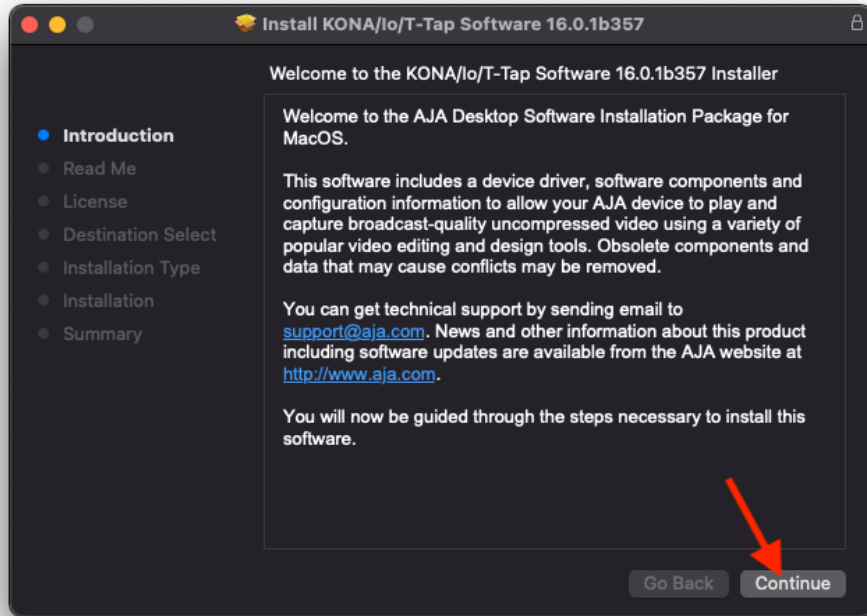 Install KONA/Io/T-Tap Software 16.0.1b357
Welcome to the KONA/Io/T-Tap Software 16.0.1b357 Installer
Introduction
Read Me
License
Destination Select
Installation Type
Installation
Summary
Welcome to the AJA Desktop Software Installation Package for
MacOS.
This software includes a device driver, software components and
configuration information to allow your AJA device to play and
capture broadcast-quality uncompressed video using a variety of
popular video editing and design tools. Obsolete components and
data that may cause conflicts may be removed.
You can get technical support by sending email to
support@aja.com. News and other information about this product
including software updates are available from the AJA website at
http://www.aja.com.
You will now be guided through the steps necessary to install this
software.
Go Back
Continue